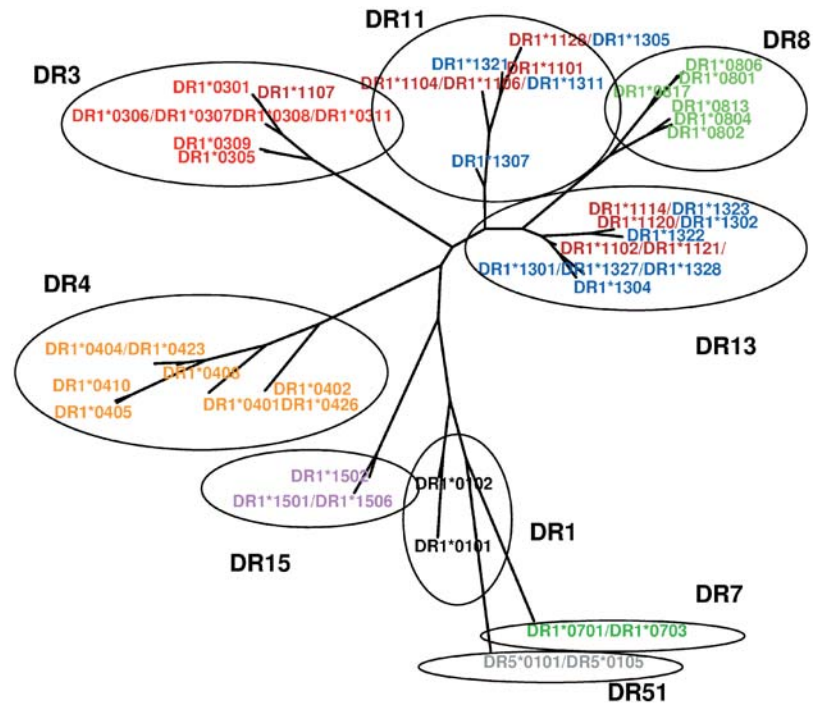 DR11
DR1*1128/DR1*1305
DR8
DR1*1321
DR1*1101
DR1*0806
DR3
DR1*0801
DR1*0301
DR1*1107
DR1*1104/DR1*1106/DR1*1311
DR1*0817
DR1*0306/DR1*0307DR1*0308/DR1*0311
DR1*0813
DR1*0804
DR1*0802
DR1*0309
DR1*0305
DR1*1307
DR1*1114/DR1*1323
DR1*1120/DR1*1302
DR1*1322
DR1*1102/DR1*1121/
DR1*1301/DR1*1327/DR1*1328
DR1*1304
DR4
DR13
DR1*0404/DR1*0423
DR1*0408
DR1*0410
DR1*0402
DR1*0405
DR1*0401DR1*0426
DR1*1502
DR1*0102
DR1*1501/DR1*1506
DR1
DR1*0101
DR15
DR7
DR1*0701/DR1*0703
DR5*0101/DR5*0105
DR51